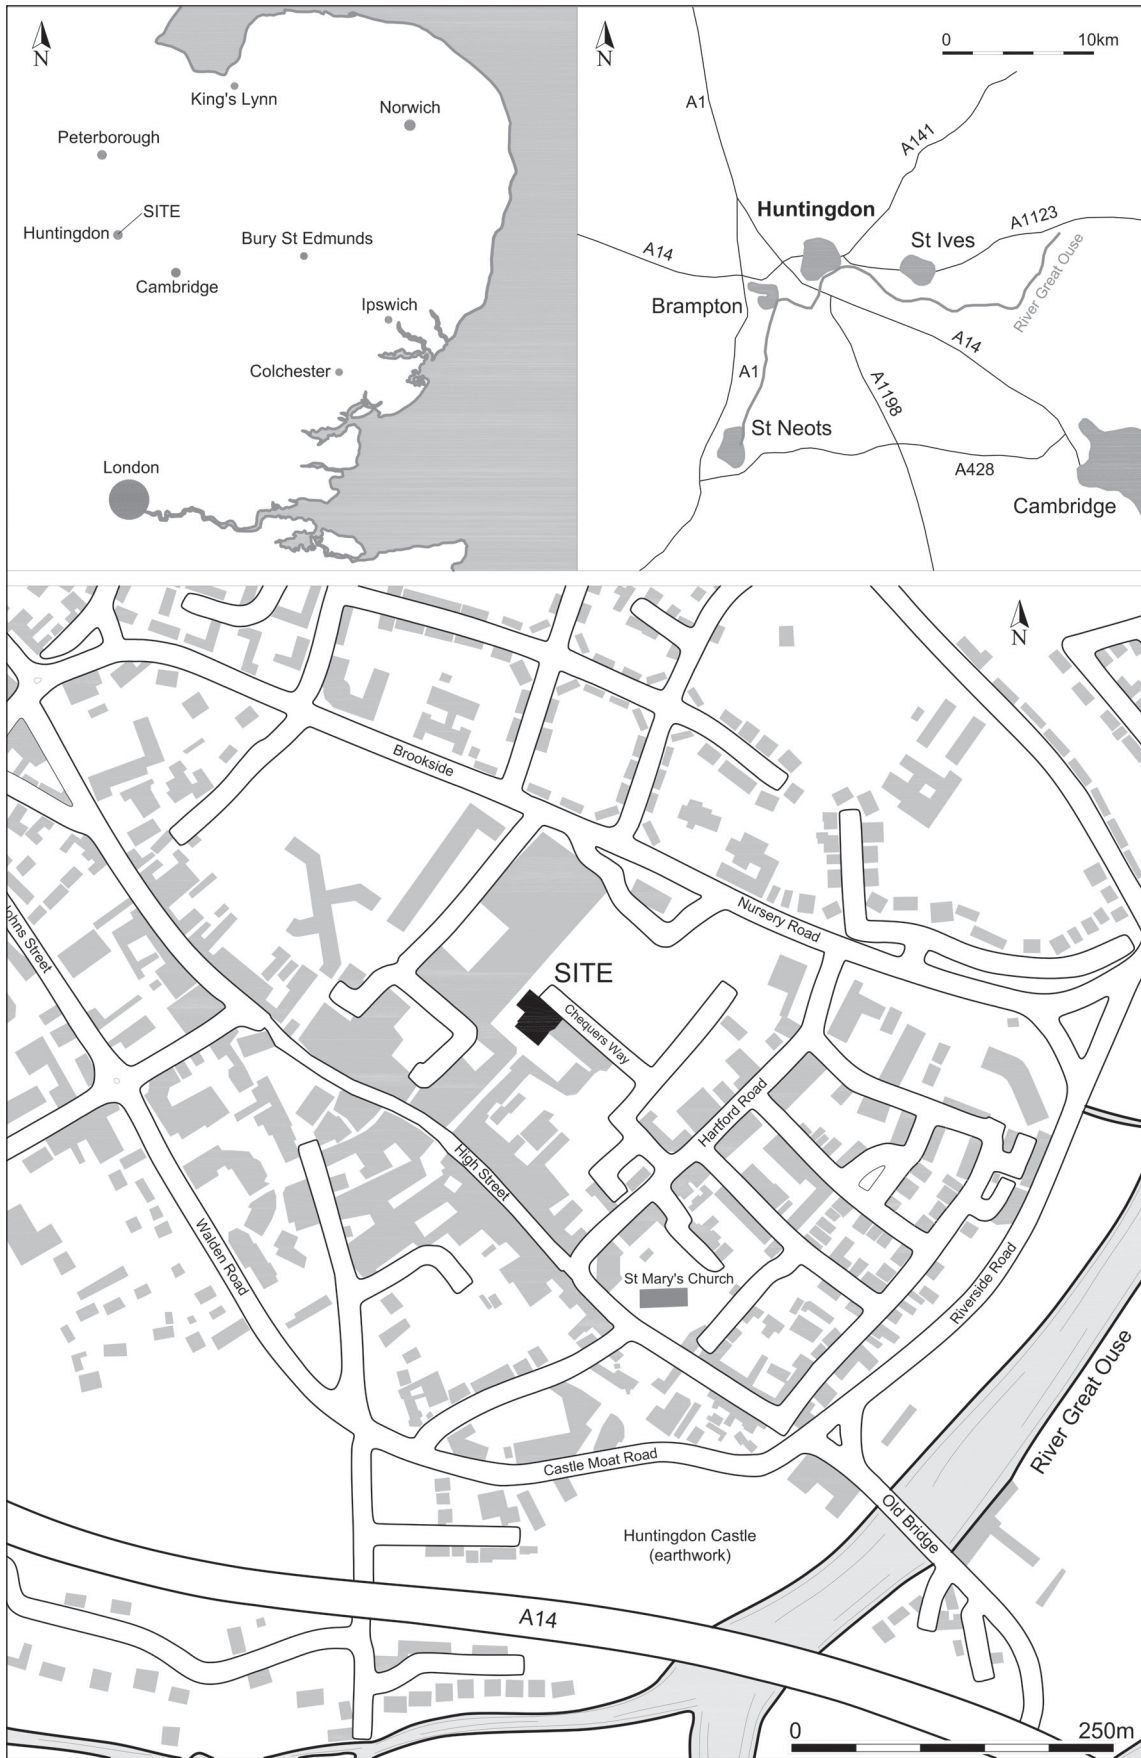 N
King's Lynn
Norwich
Peterborough
SITE
Huntingdon
Bury St Edmunds
Cambridge
Ipswich
Colchester
London
N
0 10km
A1
A141
Huntingdon
A1123
St Ives
A14
River Great Ouse
Brampton
A14
A1
A1198
St Neots
A428
Cambridge
N
Brookside
Nursery Road
Johns Street
SITE
Chequers Way
Hartford Road
High Street
Walden Road
St Mary's Church
Riverside Road
River Great Ouse
Castle Moat Road
Old Bridge
Huntingdon Castle
(earthwork)
A14
0 250m